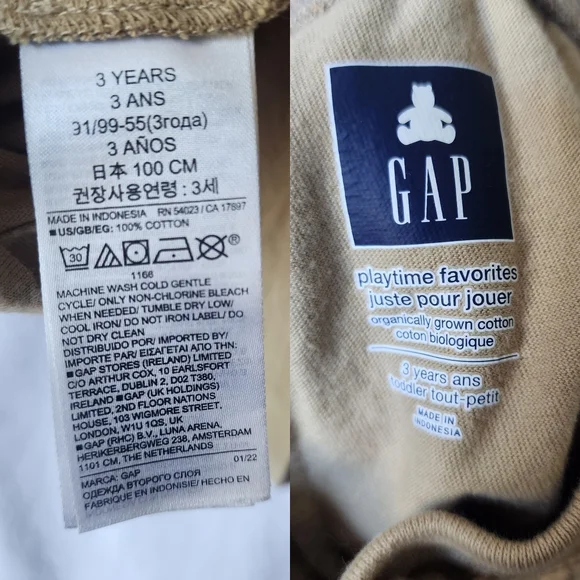 3 YEARS
3 ANS
91/99-55(3года)
3 AÑOS
日本 100 CM
권장사용연령 : 3세
MADE IN INDONESIA RN 54023 / CA 17897
■US/GB/EG: 100% COTTON
30
1166
MACHINE WASH COLD GENTLE
CYCLE/ ONLY NON-CHLORINE BLEACH
WHEN NEEDED/ TUMBLE DRY LOW/
COOL IRON/ DO NOT IRON LABEL/ DO
NOT DRY CLEAN
DISTRIBUIDO POR/ IMPORTED BY/
IMPORTE PAR/ ΕΙΣΑΓΕΤΑΙ ΑΠΟ ΤΗΝ:
■GAP STORES (IRELAND) LIMITED
C/O ARTHUR COX, 10 EARLSFORT
TERRACE, DUBLIN 2, D02 T380,
IRELAND ■GAP (UK HOLDINGS)
LIMITED, 2ND FLOOR NATIONS
HOUSE, 103 WIGMORE STREET,
LONDON, W1U 1QS, UK
■GAP (RHC) B.V., LUNA ARENA,
HERIKERBERGWEG 238, AMSTERDAM
1101 CM, THE NETHERLANDS
01/22
MARCA: GAP
ОДЕЖДА ВТОРОГО СЛОЯ
FABRIQUE EN INDONISIE/ HECHO EN
GAP
playtime favorites
juste pour jouer
organically grown cotton
coton biologique
3 years ans
toddler tout-petit
MADE IN
INDONESIA